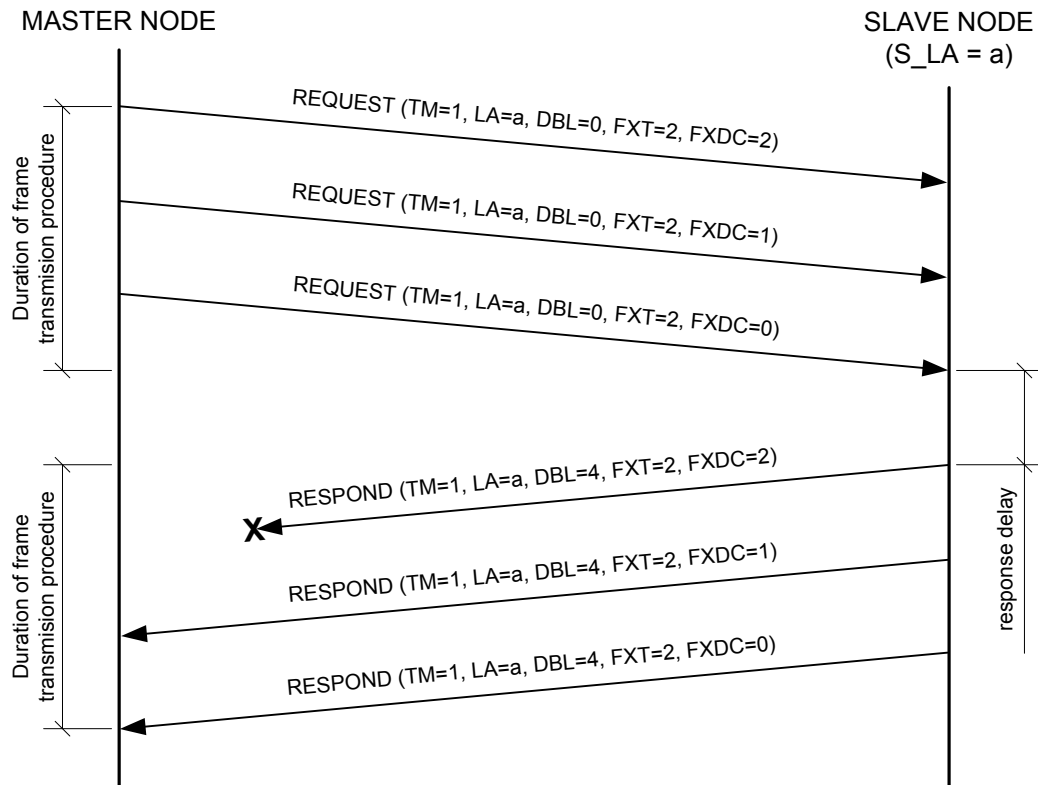 MASTER NODE
SLAVE NODE
(S_LA = a)
REQUEST (TM=1, LA=a, DBL=0, FXT=2, FXDC=2)
REQUEST (TM=1, LA=a, DBL=0, FXT=2, FXDC=1)
REQUEST (TM=1, LA=a, DBL=0, FXT=2, FXDC=0)
Duration of frame
transmision procedure
RESPOND (TM=1, LA=a, DBL=4, FXT=2, FXDC=2)
X
RESPOND (TM=1, LA=a, DBL=4, FXT=2, FXDC=1)
RESPOND (TM=1, LA=a, DBL=4, FXT=2, FXDC=0)
Duration of frame
transmision procedure
response delay